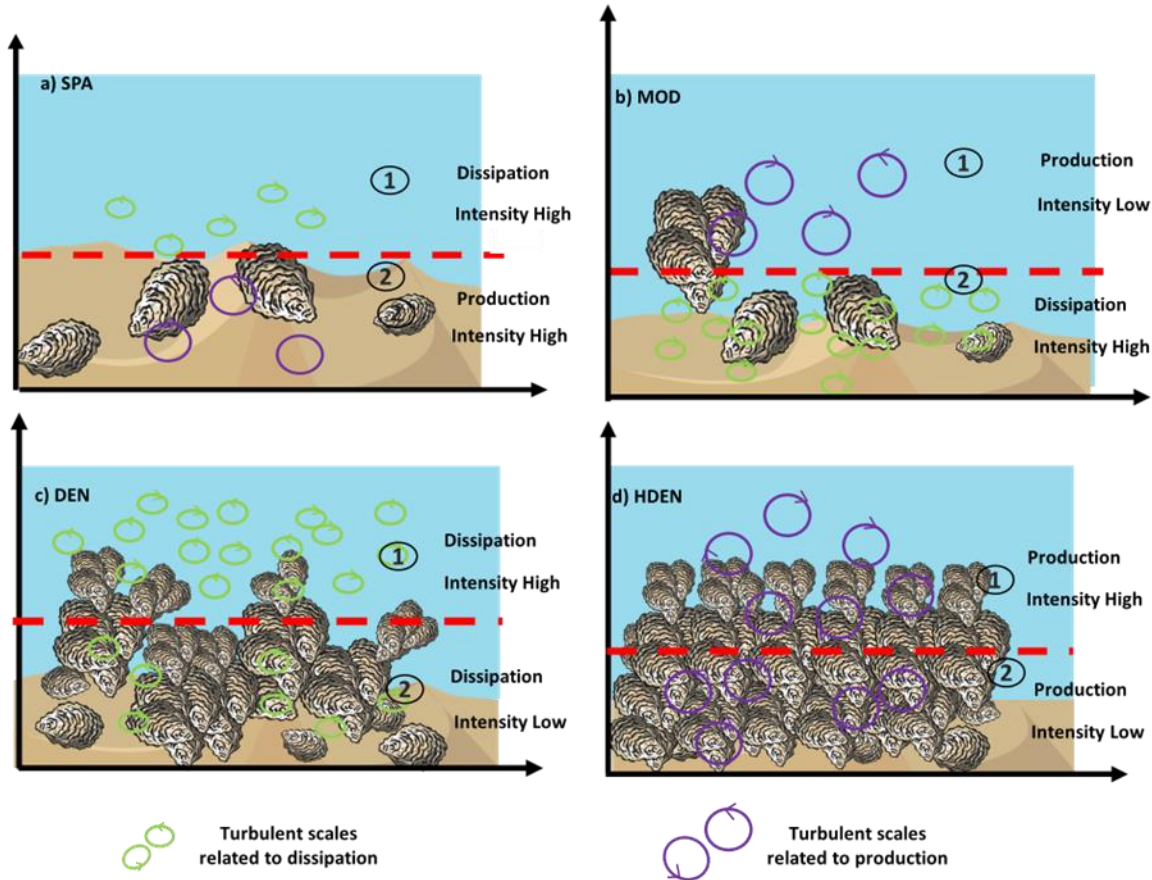 a) SPA
1
Dissipation
Intensity High
2
Production
2
Intensity High
b) MOD
1
Production
Intensity Low
2
Dissipation
Intensity High
c) DEN
1
Dissipation
Intensity High
2
Dissipation
Intensity Low
d) HDEN
1
Production
Intensity High
2
Production
Intensity Low
Turbulent scales
related to dissipation
Turbulent scales
related to production